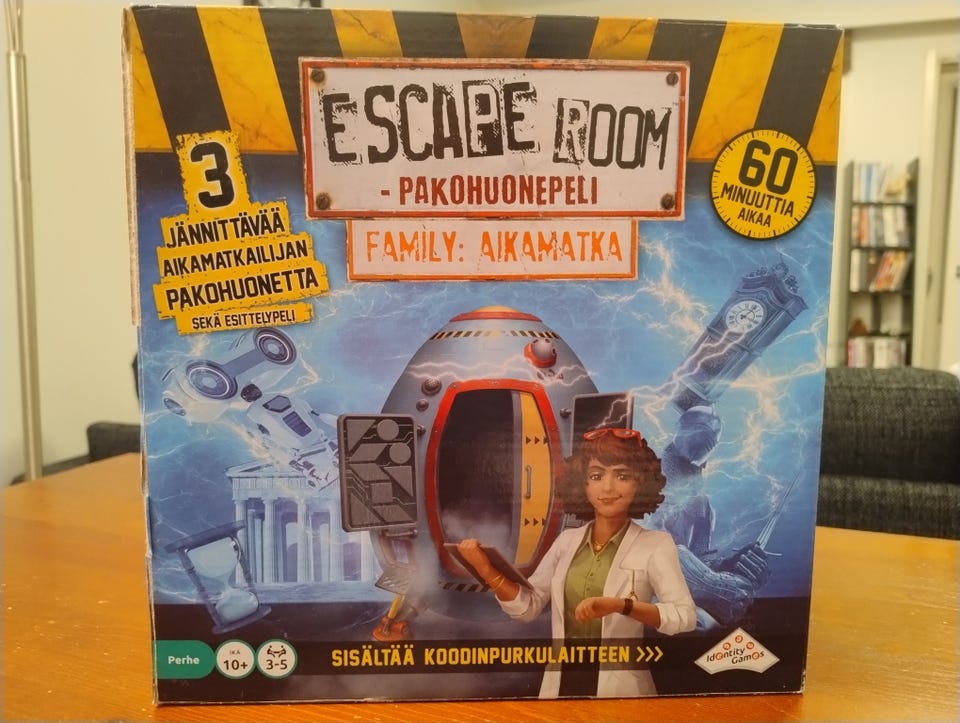 ESCAPE ROOM
- PAKOHUONEPELI
FAMILY: AIKAMATKA
3
JÄNNITTÄVÄÄ
AIKAMATKAILIJAN
PAKOHUONETTA
SEKÄ ESITTELYPELI
60
MINUUTTIA
AIKAA
Perhe
IKÄ
10+
3-5
SISÄLTÄÄ KOODINPURKULAITTEEN >>>
Identity
Games